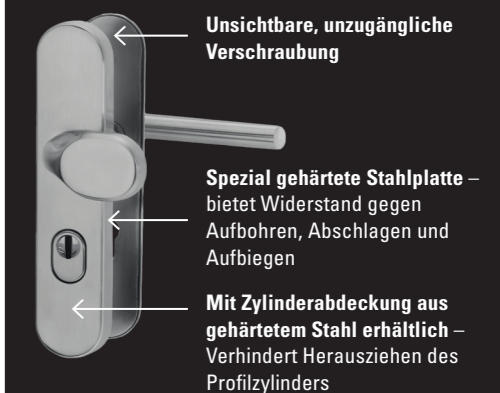 Unsichtbare, unzugängliche
Verschraubung
Spezial gehärtete Stahlplatte –
bietet Widerstand gegen
Aufbohren, Abschlagen und
Aufbiegen
Mit Zylinderabdeckung aus
gehärtetem Stahl erhältlich –
Verhindert Herausziehen des
Profilzylinders